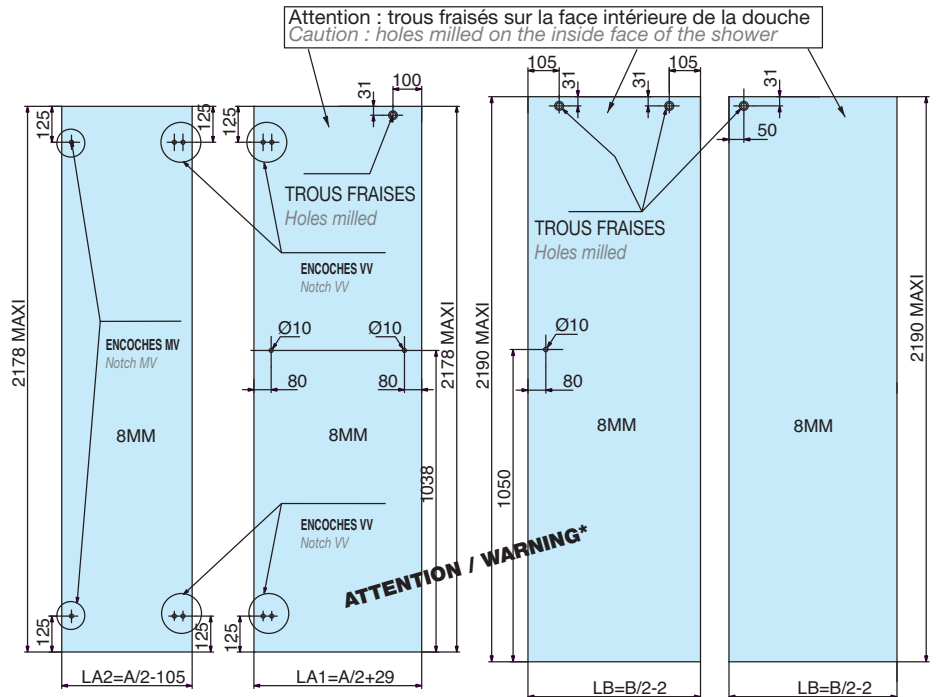 Attention : trous fraisés sur la face intérieure de la douche
Caution : holes milled on the inside face of the shower
105
31
105
31
31
100
50
125
125
125
TROUS FRAISES
Holes milled
TROUS FRAISES
Holes milled
ENCOCHES VV
Notch VV
2178 MAXI
ENCOCHES MV
Notch MV
Ø10
Ø10
80
80
2178 MAXI
2190 MAXI
Ø10
80
2190 MAXI
8MM
8MM
8MM
8MM
1038
1050
ENCOCHES VV
Notch VV
ATTENTION / WARNING*
125
125
125
LA2=A/2-105
LA1=A/2+29
LB=B/2-2
LB=B/2-2